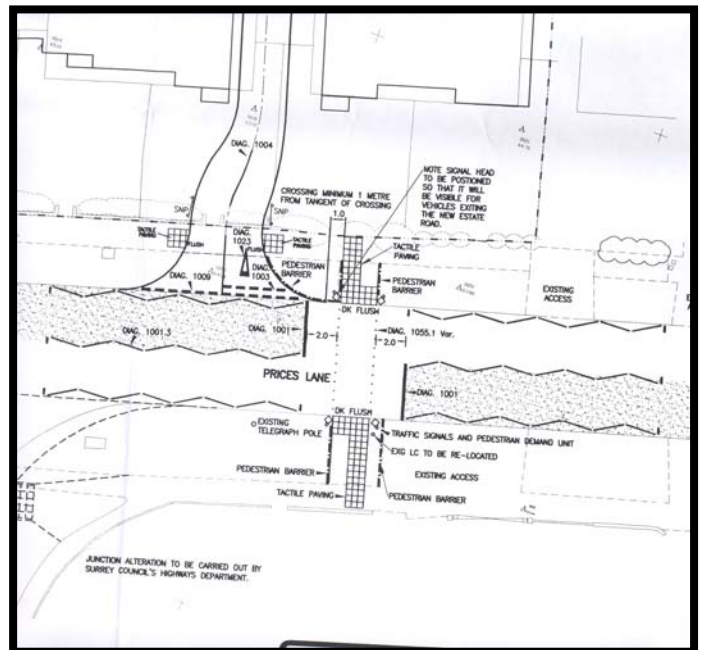 DIAG. 1004
NOTE SIGNAL HEAD
TO BE POSTIONED
SO THAT IT WILL
BE VISIBLE FOR
VEHICLES EXITING
THE NEW ESTATE
ROAD.
CROSSING MINIMUM 1 METRE
FROM TANGENT OF CROSSING
1.0
SNP
SNP
TACTILE
PAVING
FLUSH
DIAG.
1023
FLUSH
TACTILE
PAVING
TACTILE
PAVING
PEDESTRIAN
BARRIER
DIAG. 1009
DIAG.
1003
PEDESTRIAN
BARRIER
EXISTING
ACCESS
DK FLUSH
DIAG. 1001.3
DIAG. 1001
2.0
DIAG. 1055.1 Var.
2.0
PRICES LANE
DIAG. 1001
DK FLUSH
EXISTING
TELEGRAPH POLE
TRAFFIC SIGNALS AND PEDESTRIAN DEMAND UNIT
EXG LC TO BE RE-LOCATED
PEDESTRIAN BARRIER
EXISTING ACCESS
TACTILE PAVING
PEDESTRIAN BARRIER
JUNCTION ALTERATION TO BE CARRIED OUT BY
SURREY COUNCIL'S HIGHWAYS DEPARTMENT.